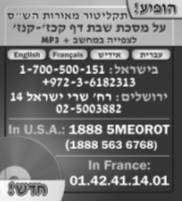 הופיע!
תקליטור מאורות הש״ס
על מסכת שבת דף קכז׳-קנז׳
לצפייה במחשב + MP3
English Français אידיש עברית
בישראל: 1-700-500-151
+972-3-6182313
ירושלים: רח׳ שרי ישראל 14
02-5003882
In U.S.A.: 1888 5MEOROT
(1888 563 6768)
In France:
01.42.41.14.01
חדש!